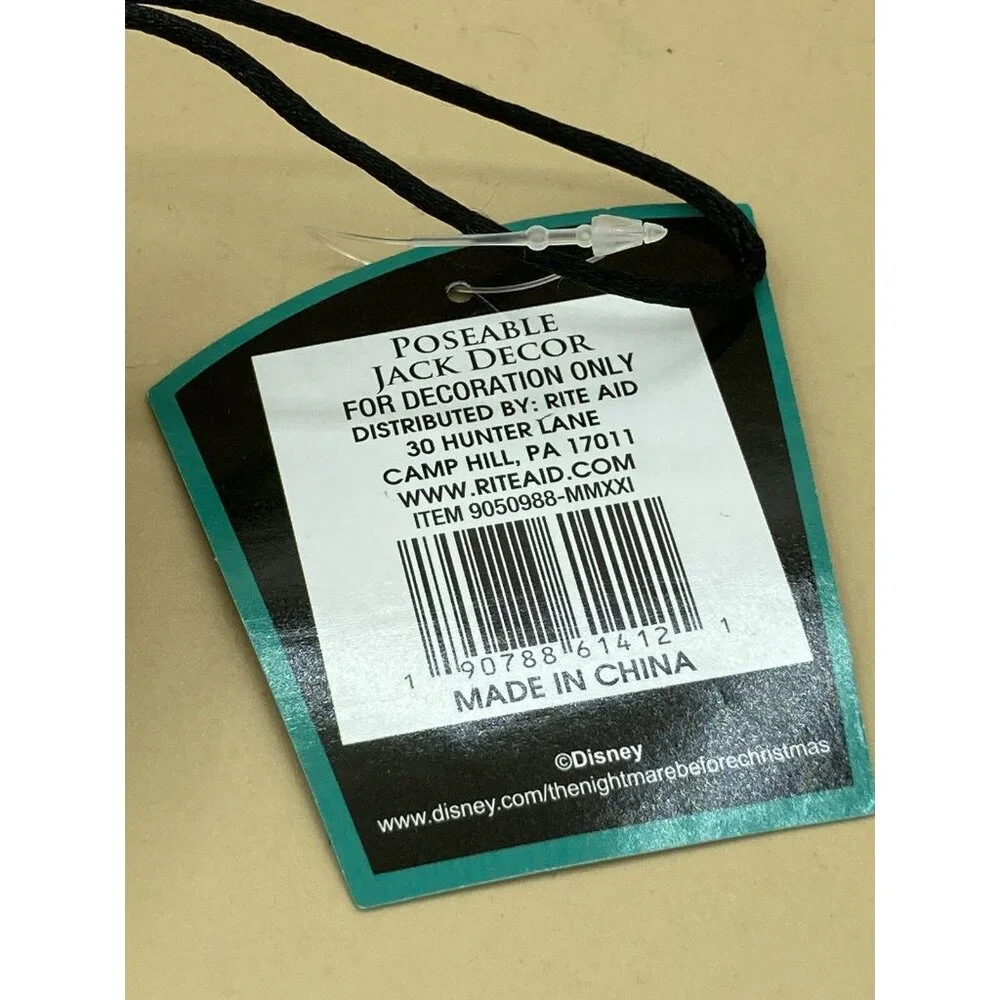 POSEABLE
JACK DECOR
FOR DECORATION ONLY
DISTRIBUTED BY: RITE AID
30 HUNTER LANE
CAMP HILL, PA 17011
WWW.RITEAID.COM
ITEM 9050988-MMXXI
1 90788 61412 1
MADE IN CHINA
©Disney
www.disney.com/thenightmarebeforechristmas